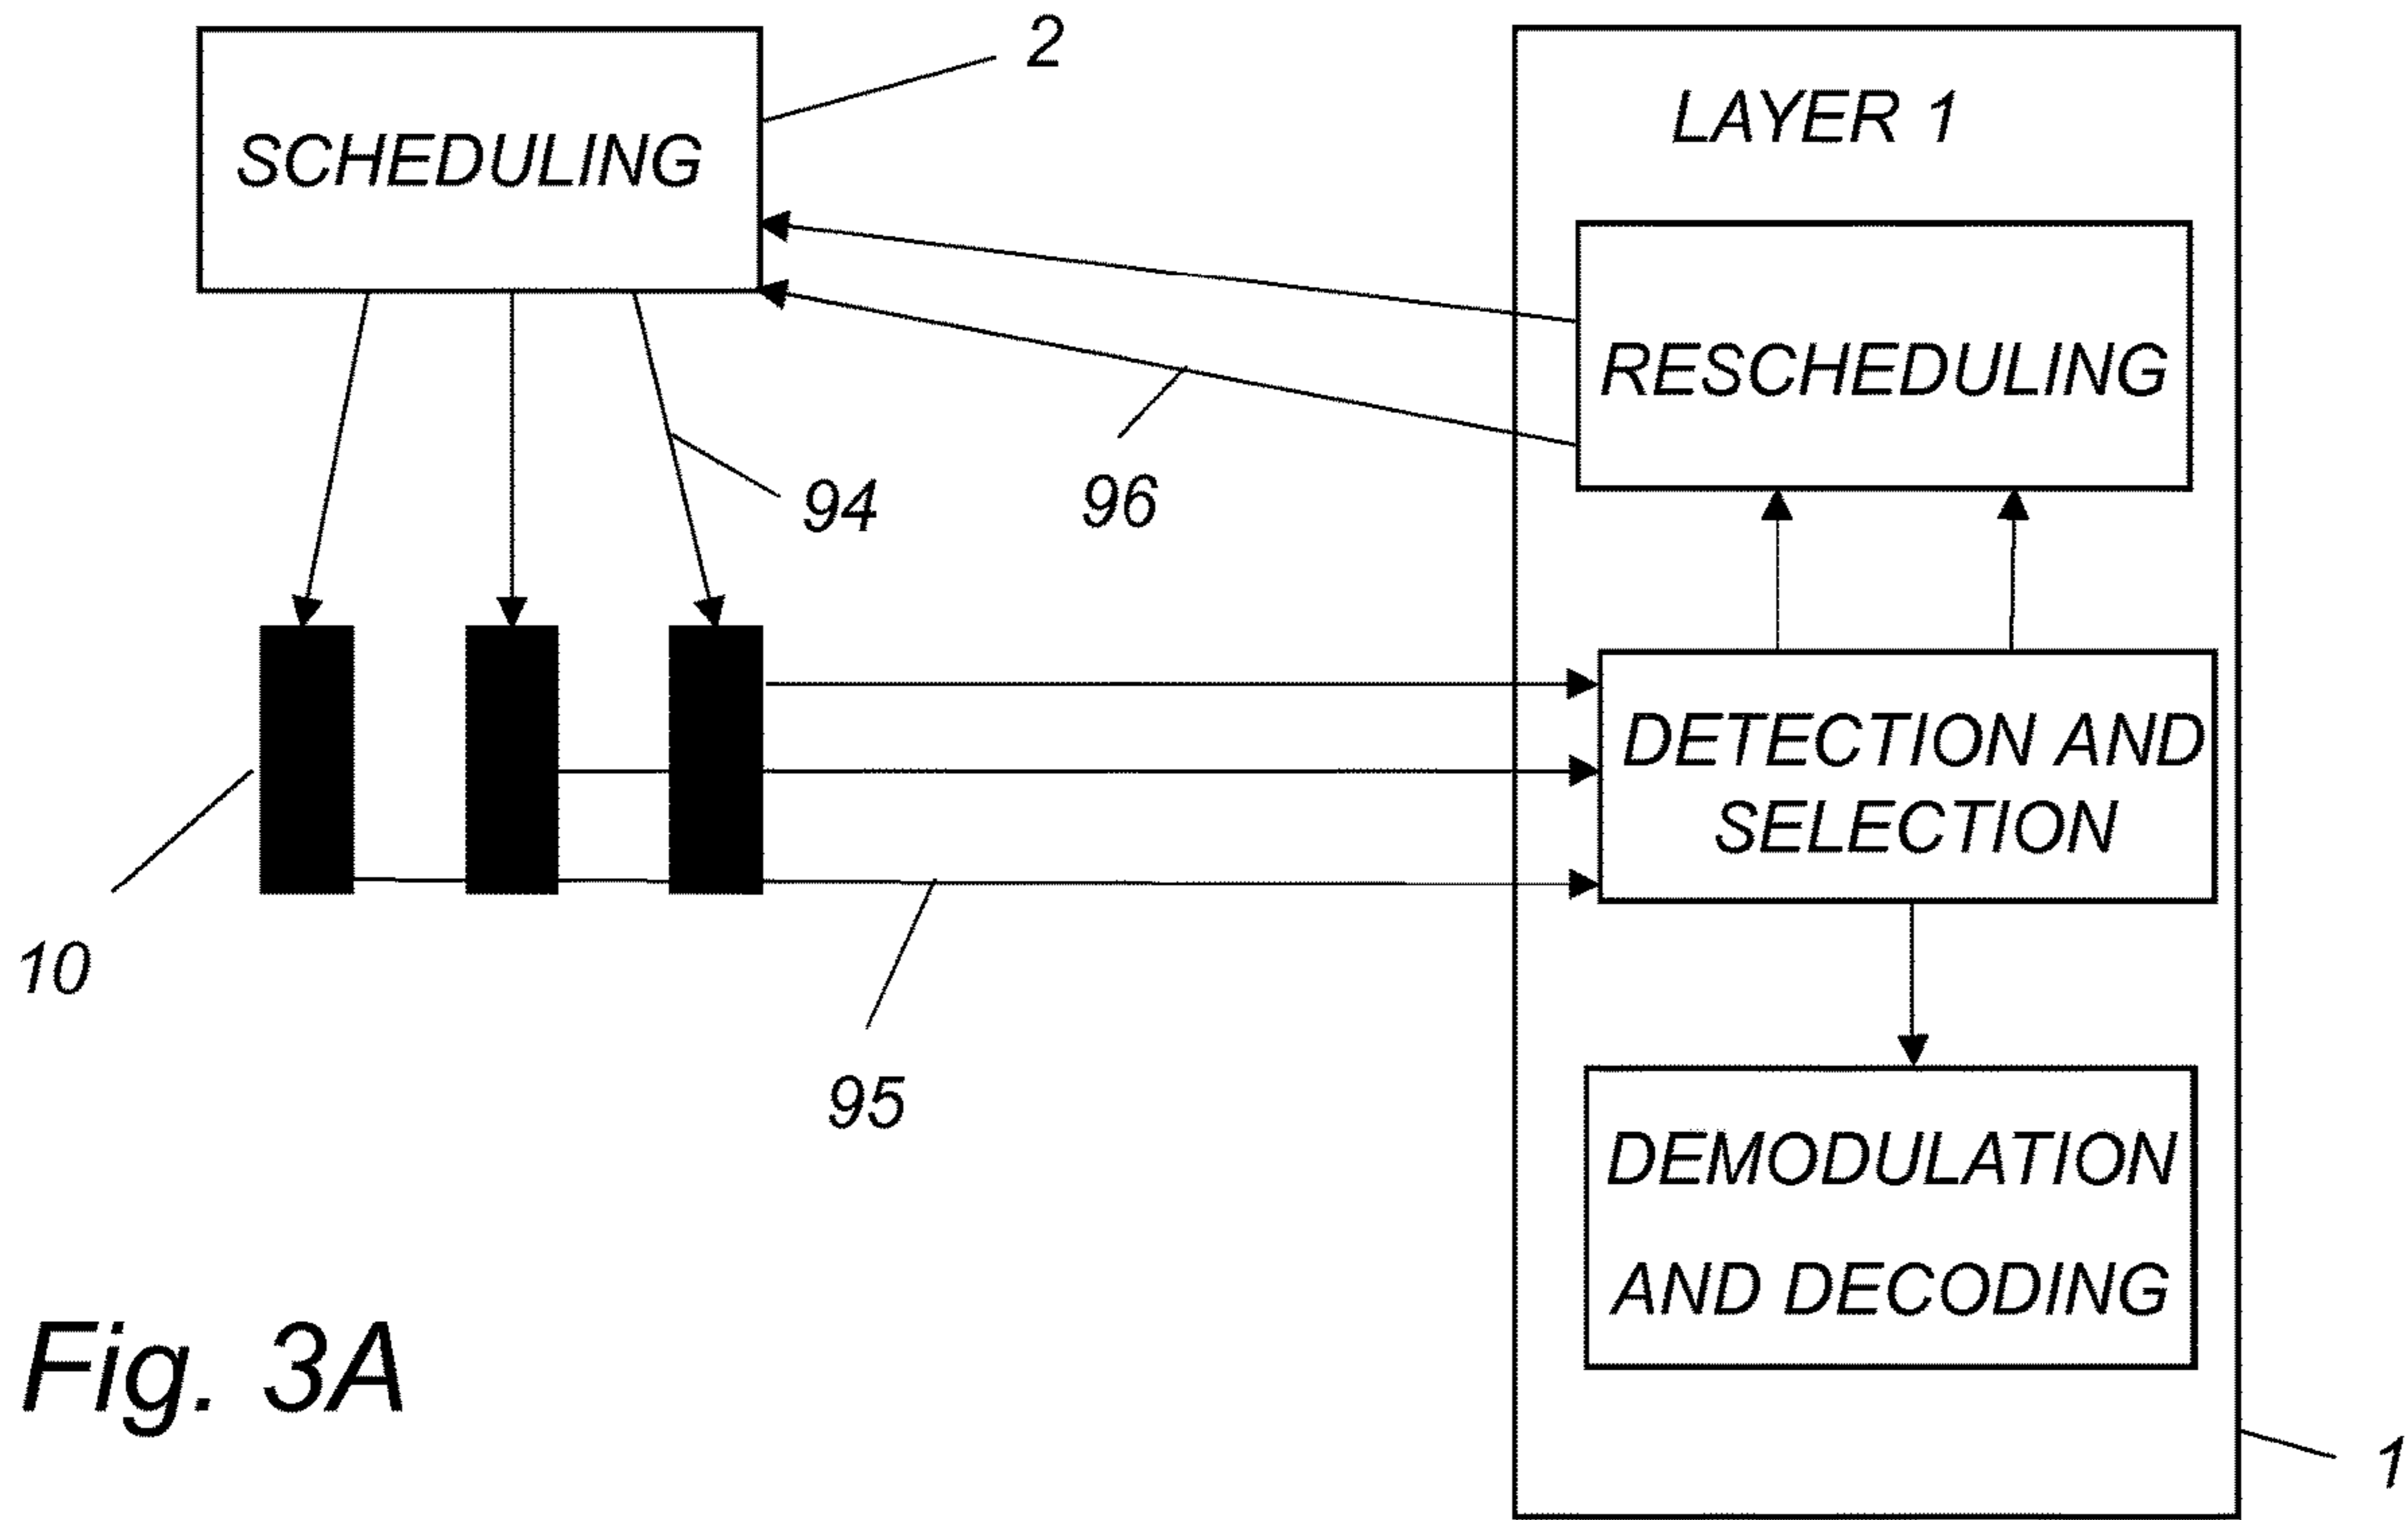 2
SCHEDULING
LAYER 1
RESCHEDULING
94
96
DETECTION AND
SELECTION
10
95
DEMODULATION
AND DECODING
Fig. 3A
1